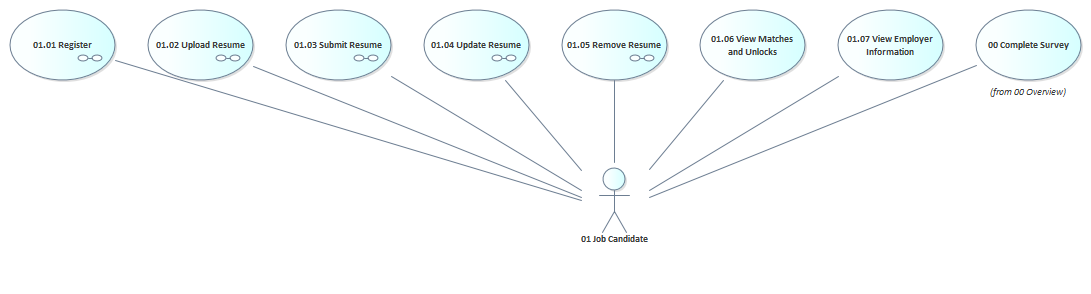 01.01 Register
01.02 Upload Resume
01.03 Submit Resume
01.04 Update Resume
01.05 Remove Resume
01.06 View Matches
and Unlocks
01.07 View Employer
Information
00 Complete Survey
(from 00 Overview)
01 Job Candidate